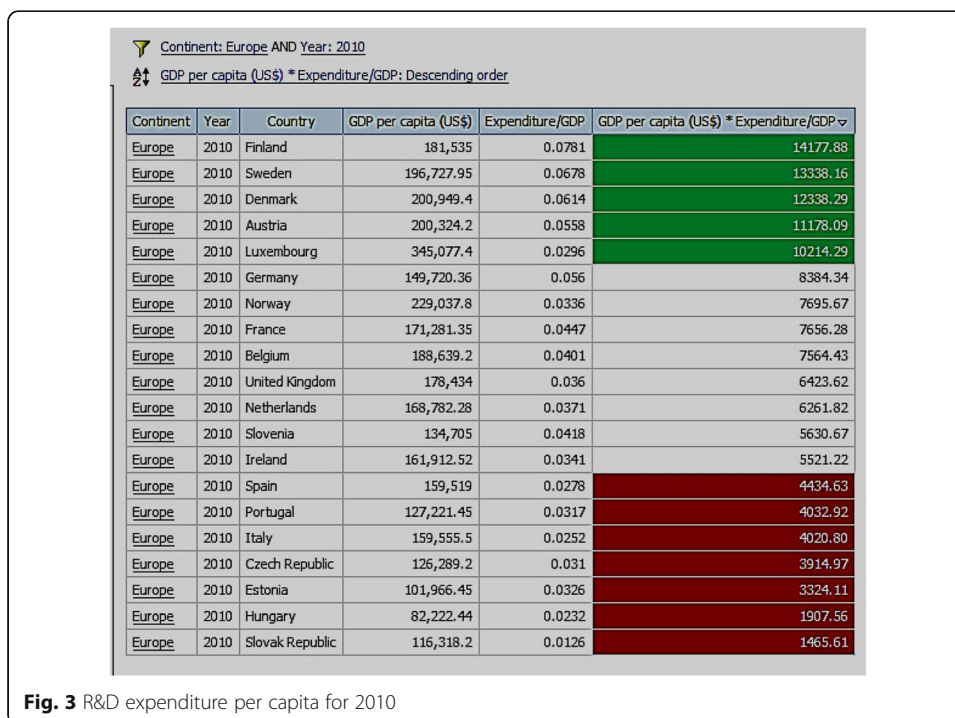 Continent: Europe AND Year: 2010
GDP per capita (US$) * Expenditure/GDP: Descending order
Continent Year Country GDP per capita (US$) Expenditure/GDP GDP per capita (US$) * Expenditure/GDP
Europe 2010 Finland 181,535 0.0781 14177.88
Europe 2010 Sweden 196,727.95 0.0678 13338.16
Europe 2010 Denmark 200,949.4 0.0614 12338.29
Europe 2010 Austria 200,324.2 0.0558 11178.09
Europe 2010 Luxembourg 345,077.4 0.0296 10214.29
Europe 2010 Germany 149,720.36 0.056 8384.34
Europe 2010 Norway 229,037.8 0.0336 7695.67
Europe 2010 France 171,281.35 0.0447 7656.28
Europe 2010 Belgium 188,639.2 0.0401 7564.43
Europe 2010 United Kingdom 178,434 0.036 6423.62
Europe 2010 Netherlands 168,782.28 0.0371 6261.82
Europe 2010 Slovenia 134,705 0.0418 5630.67
Europe 2010 Ireland 161,912.52 0.0341 5521.22
Europe 2010 Spain 159,519 0.0278 4434.63
Europe 2010 Portugal 127,221.45 0.0317 4032.92
Europe 2010 Italy 159,555.5 0.0252 4020.80
Europe 2010 Czech Republic 126,289.2 0.031 3914.97
Europe 2010 Estonia 101,966.45 0.0326 3324.11
Europe 2010 Hungary 82,222.44 0.0232 1907.56
Europe 2010 Slovak Republic 116,318.2 0.0126 1465.61
Fig. 3 R&D expenditure per capita for 2010